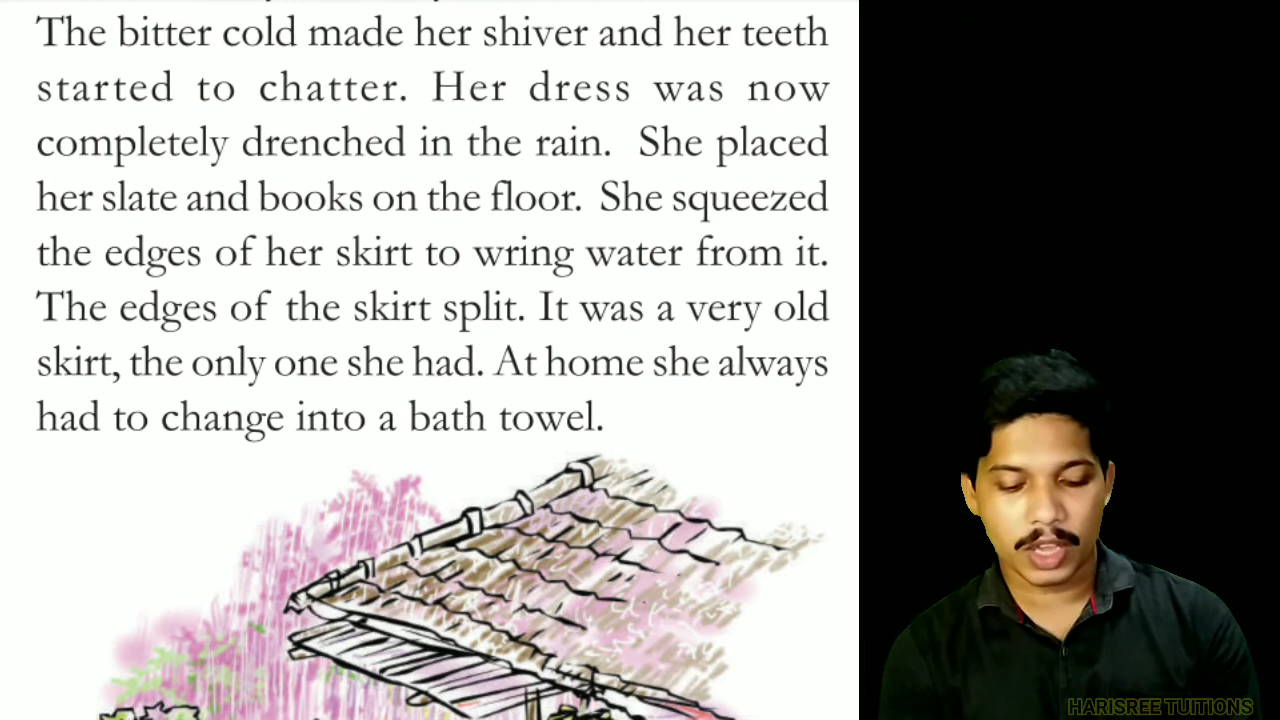 The bitter cold made her shiver and her teeth
started to chatter. Her dress was now
completely drenched in the rain. She placed
her slate and books on the floor. She squeezed
the edges of her skirt to wring water from it.
The edges of the skirt split. It was a very old
skirt, the only one she had. At home she always
had to change into a bath towel.
HARISREE TUITIONS